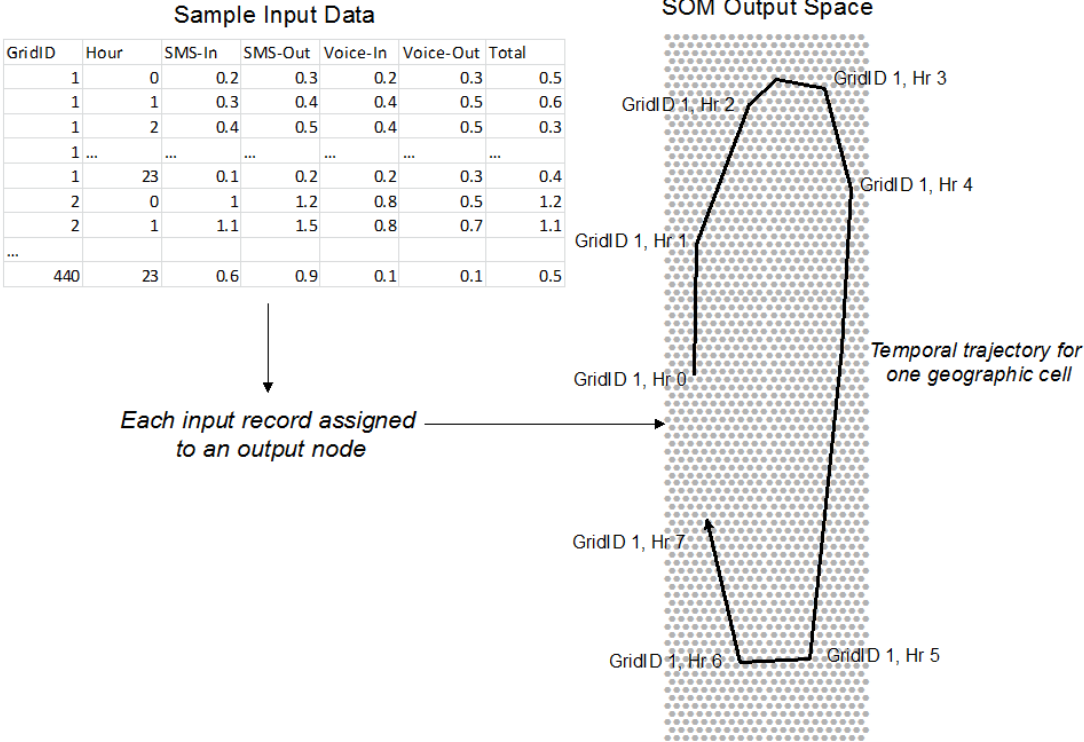 Sample Input Data
GridID Hour SMS-In SMS-Out Voice-In Voice-Out Total
1 0 0.2 0.3 0.2 0.3 0.5
1 1 0.3 0.4 0.4 0.5 0.6
1 2 0.4 0.5 0.4 0.5 0.3
1 ... ... ... ... ... ...
1 23 0.1 0.2 0.2 0.3 0.4
2 0 1 1.2 0.8 0.5 1.2
2 1 1.1 1.5 0.8 0.7 1.1
...
440 23 0.6 0.9 0.1 0.1 0.5
Each input record assigned
to an output node
SOM Output Space
GridID 1, Hr 3
GridID 1, Hr 2
GridID 1, Hr 4
GridID 1, Hr 1
Temporal trajectory for
one geographic cell
GridID 1, Hr 0
GridID 1, Hr 7
GridID 1, Hr 6
GridID 1, Hr 5